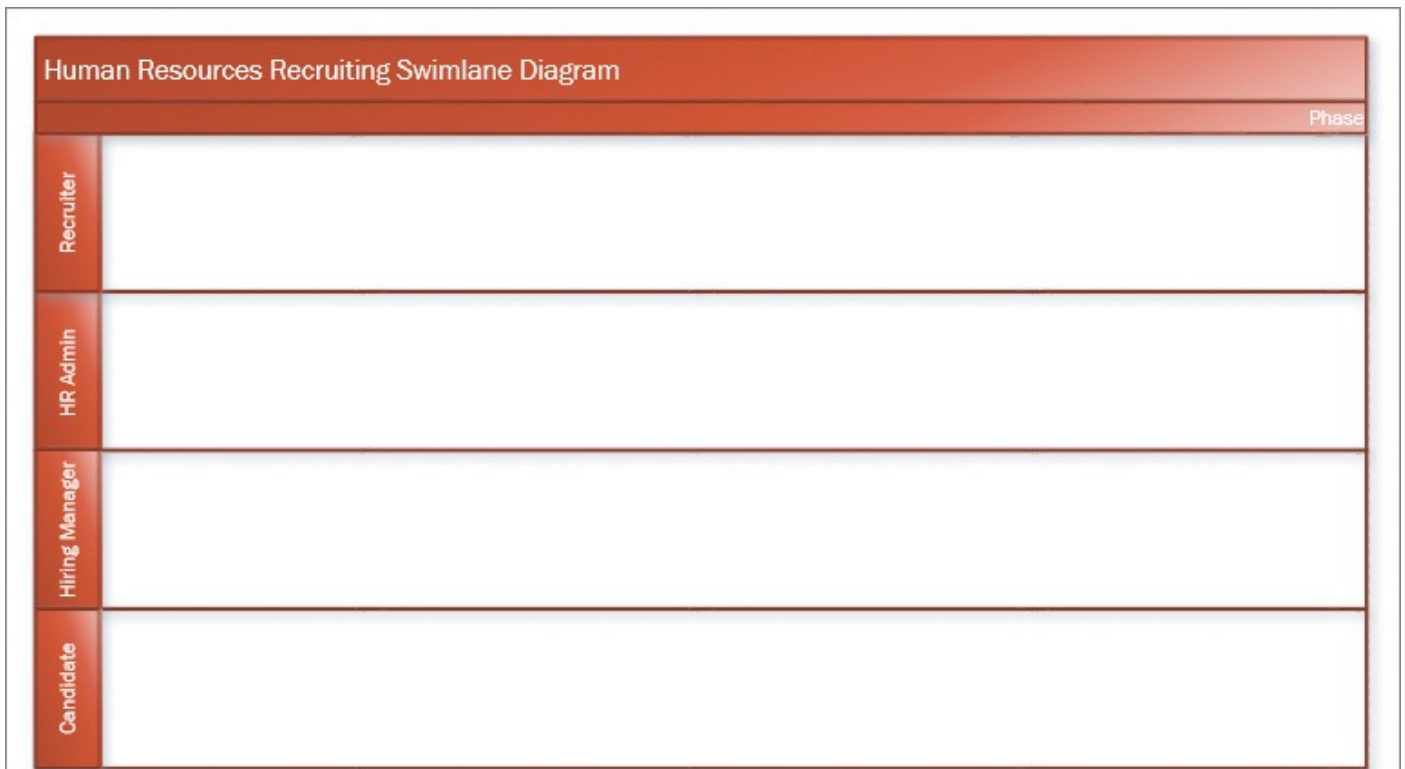 Human Resources Recruiting Swimlane Diagram
Phase
Recruiter
HR Admin
Hiring Manager
Candidate